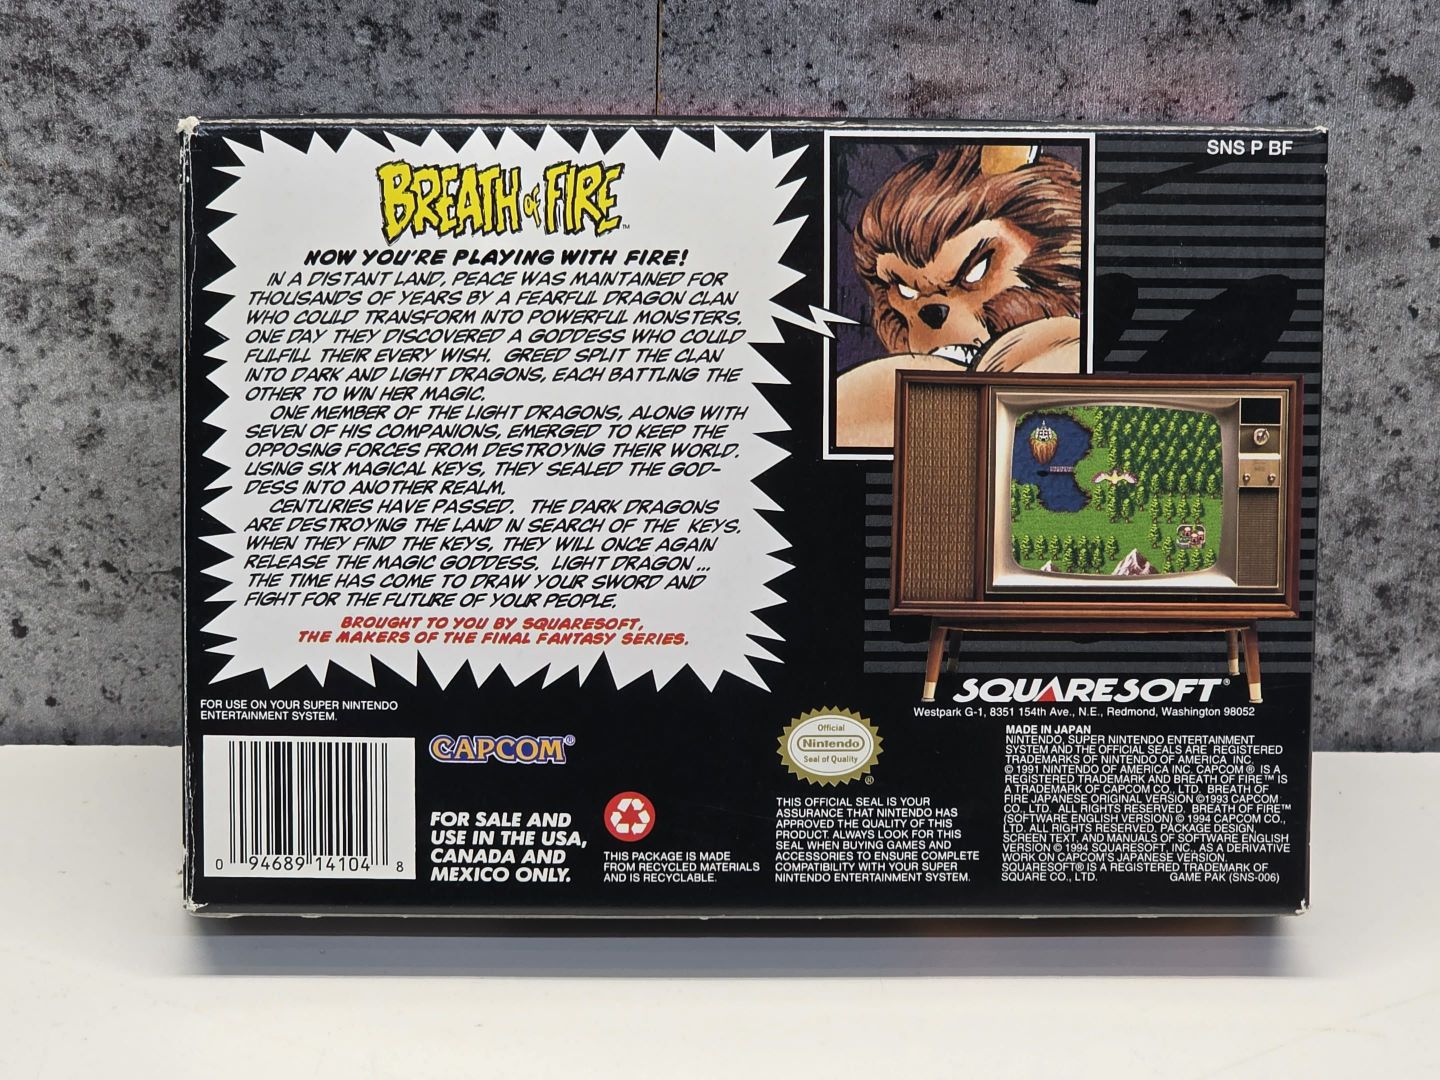 SNS P BF
BREATH OF FIRE™
NOW YOU'RE PLAYING WITH FIRE!
IN A DISTANT LAND, PEACE WAS MAINTAINED FOR
THOUSANDS OF YEARS BY A FEARFUL DRAGON CLAN
WHO COULD TRANSFORM INTO POWERFUL MONSTERS.
ONE DAY THEY DISCOVERED A GODDESS WHO COULD
FULFILL THEIR EVERY WISH. GREED SPLIT THE CLAN
INTO DARK AND LIGHT DRAGONS, EACH BATTLING THE
OTHER TO WIN HER MAGIC.
ONE MEMBER OF THE LIGHT DRAGONS, ALONG WITH
SEVEN OF HIS COMPANIONS, EMERGED TO KEEP THE
OPPOSING FORCES FROM DESTROYING THEIR WORLD.
USING SIX MAGICAL KEYS, THEY SEALED THE GOD-
DESS INTO ANOTHER REALM.
CENTURIES HAVE PASSED. THE DARK DRAGONS
ARE DESTROYING THE LAND IN SEARCH OF THE KEYS.
WHEN THEY FIND THE KEYS, THEY WILL ONCE AGAIN
RELEASE THE MAGIC GODDESS. LIGHT DRAGON ...
THE TIME HAS COME TO DRAW YOUR SWORD AND
FIGHT FOR THE FUTURE OF YOUR PEOPLE.
BROUGHT TO YOU BY SQUARESOFT,
THE MAKERS OF THE FINAL FANTASY SERIES.
SQUARESOFT®
Westpark G-1, 8351 154th Ave., N.E., Redmond, Washington 98052
FOR USE ON YOUR SUPER NINTENDO
ENTERTAINMENT SYSTEM.
0 94689 14104 8
CAPCOM®
FOR SALE AND
USE IN THE USA,
CANADA AND
MEXICO ONLY.
THIS PACKAGE IS MADE
FROM RECYCLED MATERIALS
AND IS RECYCLABLE.
Official
Nintendo
Seal of Quality
®
THIS OFFICIAL SEAL IS YOUR
ASSURANCE THAT NINTENDO HAS
APPROVED THE QUALITY OF THIS
PRODUCT. ALWAYS LOOK FOR THIS
SEAL WHEN BUYING GAMES AND
ACCESSORIES TO ENSURE COMPLETE
COMPATIBILITY WITH YOUR SUPER
NINTENDO ENTERTAINMENT SYSTEM.
MADE IN JAPAN
NINTENDO, SUPER NINTENDO ENTERTAINMENT
SYSTEM AND THE OFFICIAL SEALS ARE REGISTERED
TRADEMARKS OF NINTENDO OF AMERICA INC.
© 1991 NINTENDO OF AMERICA INC. CAPCOM ® IS A
REGISTERED TRADEMARK AND BREATH OF FIRE ™ IS
A TRADEMARK OF CAPCOM CO., LTD. BREATH OF
FIRE JAPANESE ORIGINAL VERSION ©1993 CAPCOM
CO., LTD. ALL RIGHTS RESERVED. BREATH OF FIRE™
(SOFTWARE ENGLISH VERSION) © 1994 CAPCOM CO.,
LTD. ALL RIGHTS RESERVED. PACKAGE DESIGN,
SCREEN TEXT, AND MANUALS OF SOFTWARE ENGLISH
VERSION © 1994 SQUARESOFT, INC., AS A DERIVATIVE
WORK ON CAPCOM'S JAPANESE VERSION.
SQUARESOFT® IS A REGISTERED TRADEMARK OF
SQUARE CO., LTD. GAME PAK (SNS-006)